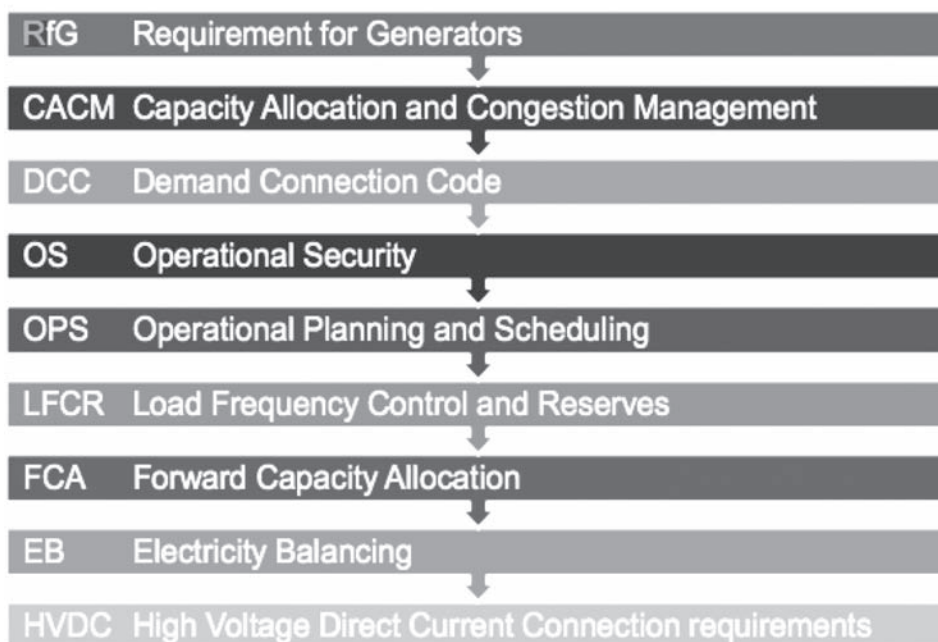 RfG Requirement for Generators
CACM Capacity Allocation and Congestion Management
DCC Demand Connection Code
OS Operational Security
OPS Operational Planning and Scheduling
LFCR Load Frequency Control and Reserves
FCA Forward Capacity Allocation
EB Electricity Balancing
HVDC High Voltage Direct Current Connection requirements